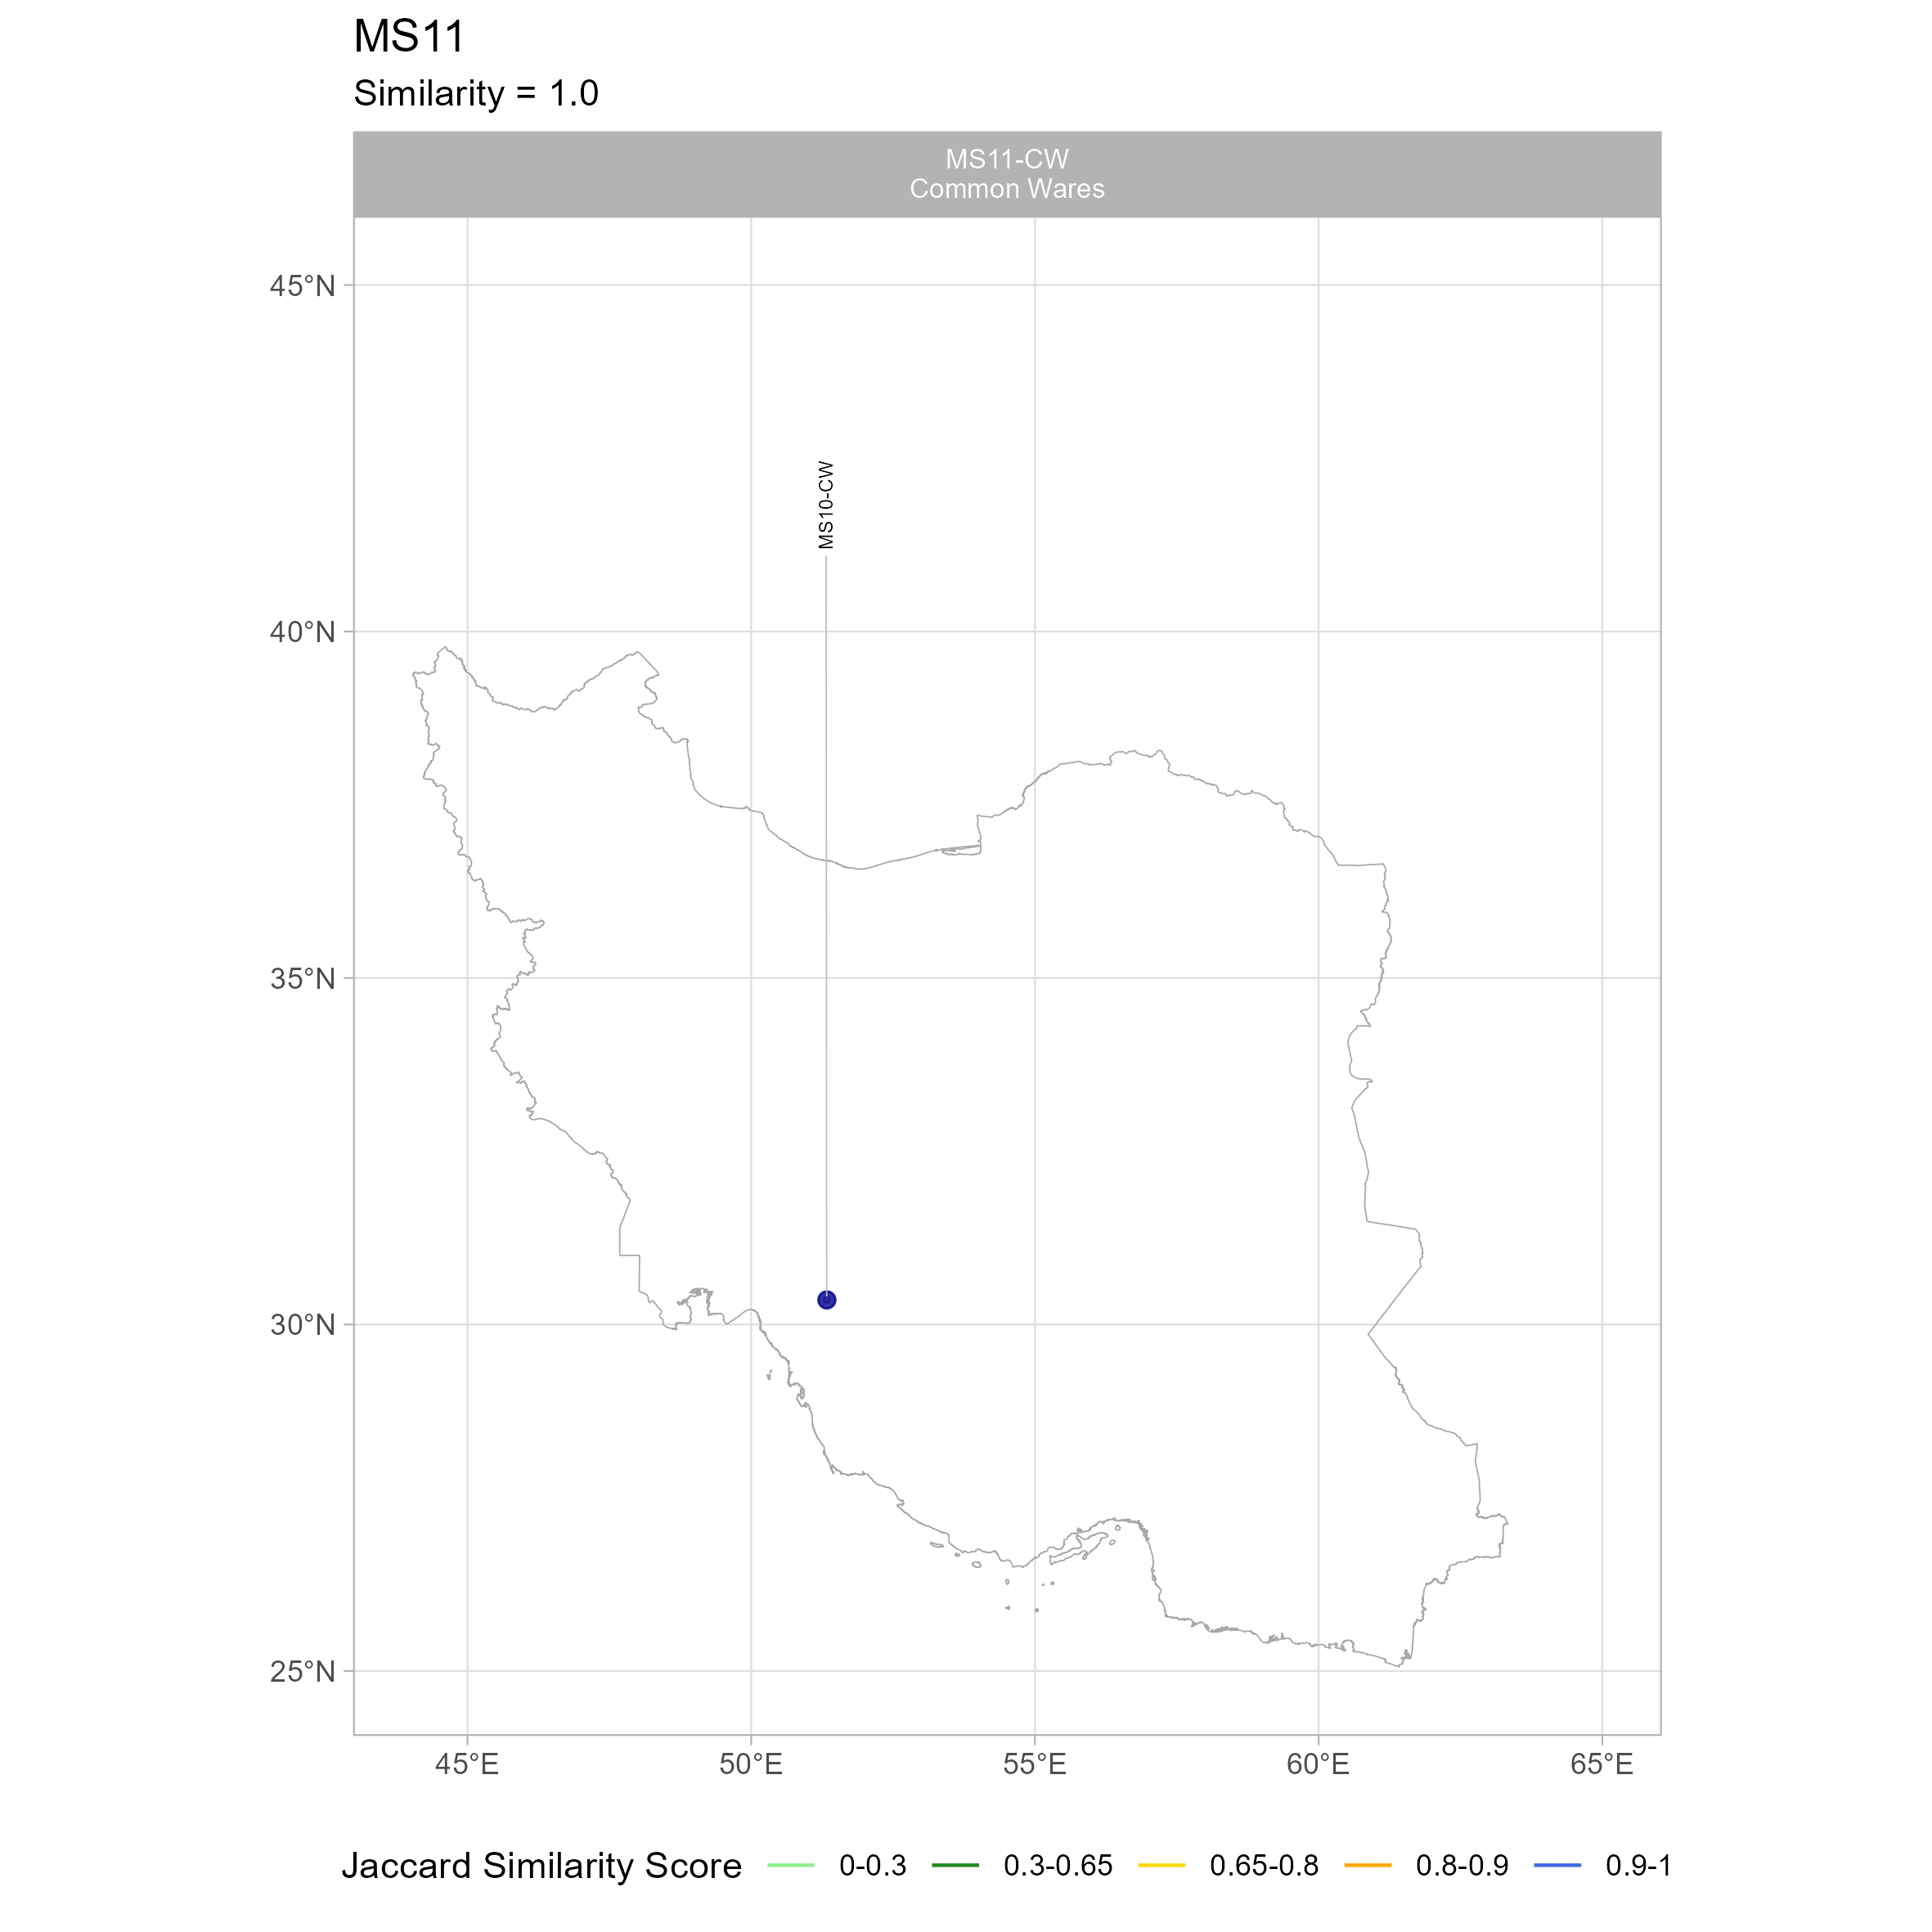 MS11
Similarity = 1.0
MS11-CW
Common Wares
45°N
MS10-CW
40°N
35°N
30°N
25°N
45°E 50°E 55°E 60°E 65°E
Jaccard Similarity Score 0-0.3 0.3-0.65 0.65-0.8 0.8-0.9 0.9-1